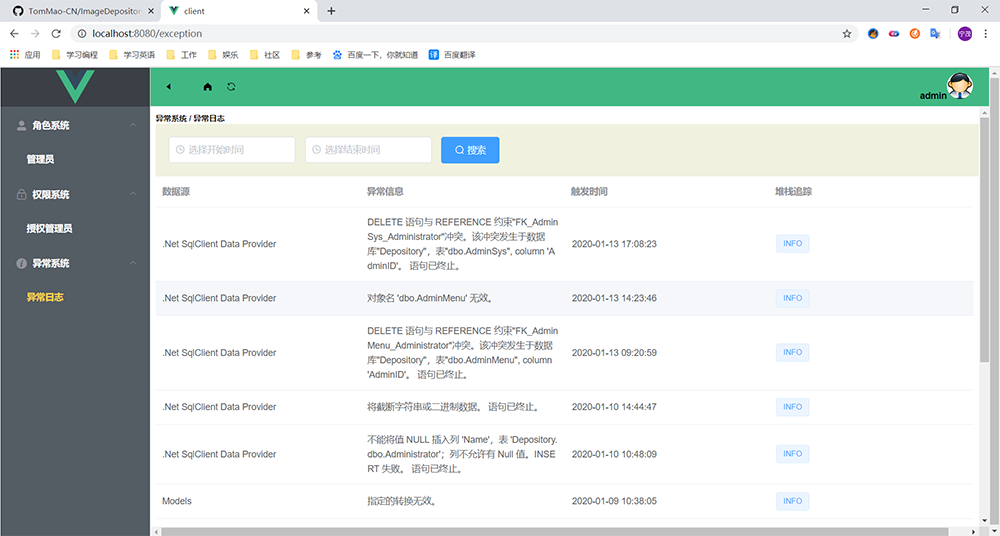 TomMao-CN/ImageDepositor
client
localhost:8080/exception
宁茂
应用
学习编程
学习英语
工作
娱乐
社区
参考
百度一下，你就知道
译
百度翻译
admin
角色系统
管理员
权限系统
授权管理员
异常系统
异常日志
异常系统 / 异常日志
选择开始时间
选择结束时间
搜索
数据源
异常信息
触发时间
堆栈追踪
.Net SqlClient Data Provider
DELETE 语句与 REFERENCE 约束"FK_Admin
Sys_Administrator"冲突。该冲突发生于数据
库"Depository"，表"dbo.AdminSys", column 'A
dminID'。 语句已终止。
2020-01-13 17:08:23
INFO
.Net SqlClient Data Provider
对象名 'dbo.AdminMenu' 无效。
2020-01-13 14:23:46
INFO
.Net SqlClient Data Provider
DELETE 语句与 REFERENCE 约束"FK_Admin
Menu_Administrator"冲突。该冲突发生于数据
库"Depository"，表"dbo.AdminMenu", column
'AdminID'。 语句已终止。
2020-01-13 09:20:59
INFO
.Net SqlClient Data Provider
将截断字符串或二进制数据。 语句已终止。
2020-01-10 14:44:47
INFO
.Net SqlClient Data Provider
不能将值 NULL 插入列 'Name'，表 'Depository.
dbo.Administrator'；列不允许有 Null 值。INSE
RT 失败。 语句已终止。
2020-01-10 10:48:09
INFO
Models
指定的转换无效。
2020-01-09 10:38:05
INFO